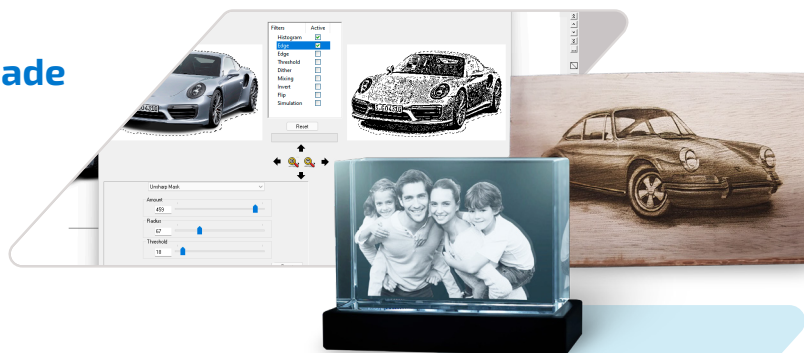 ade
Filters Active
Histogram
Edge
Edge
Threshold
Dither
Mixing
Invert
Flip
Simulation
Reset
Unsharp Mask
Amount
459
Radius
67
Threshold
18